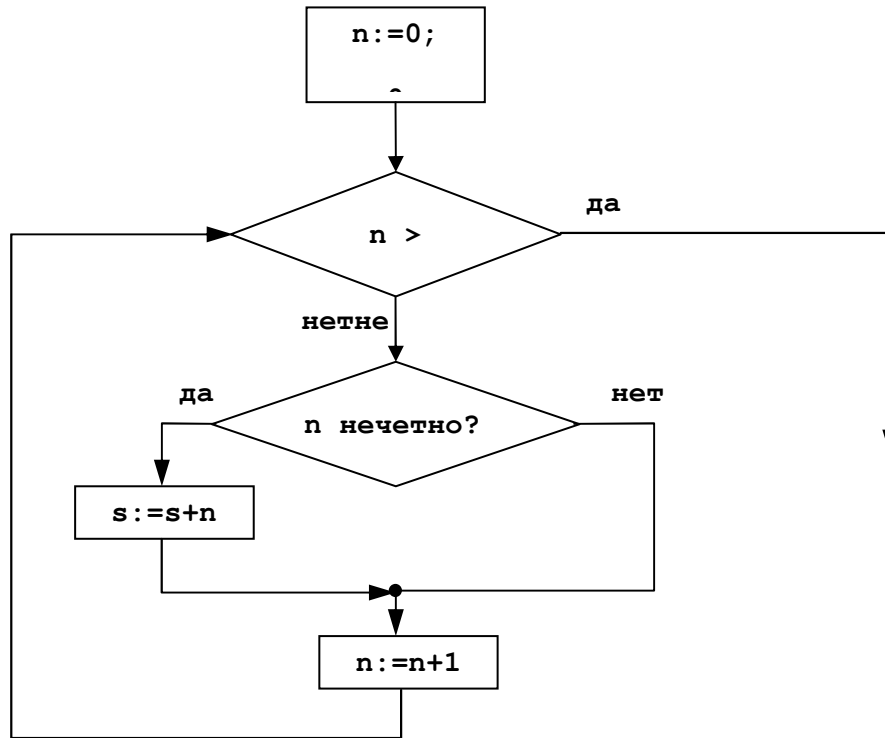 n:=0;
да
n >
нетне
да
нет
n нечетно?
s:=s+n
n:=n+1